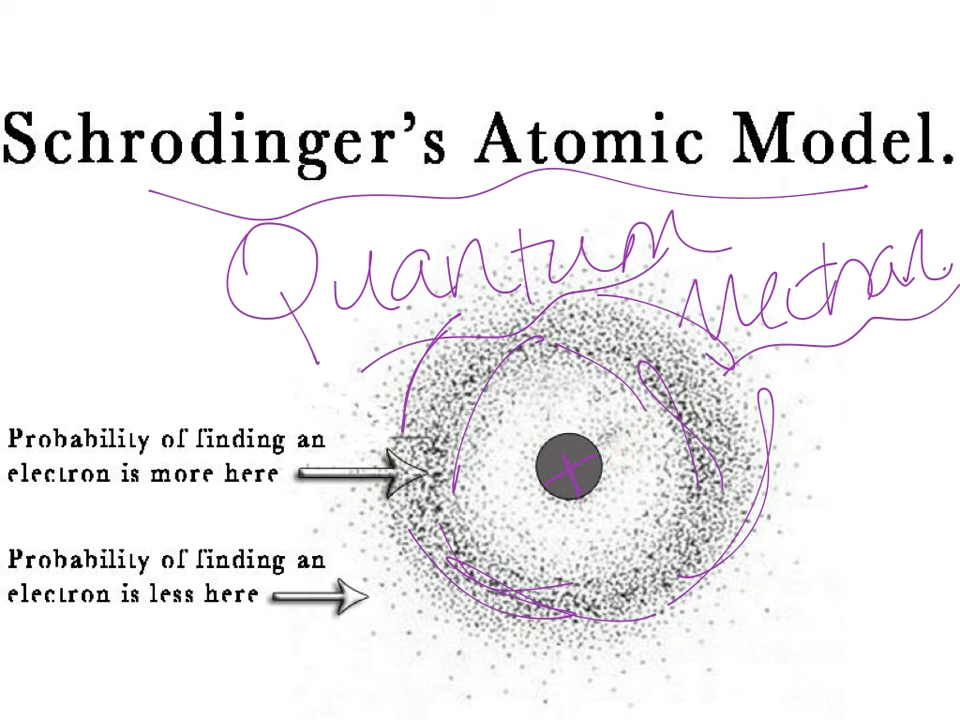 Schrodinger's Atomic Model.
Quantum
Probability of finding an
electron is more here
Probability of finding an
electron is less here